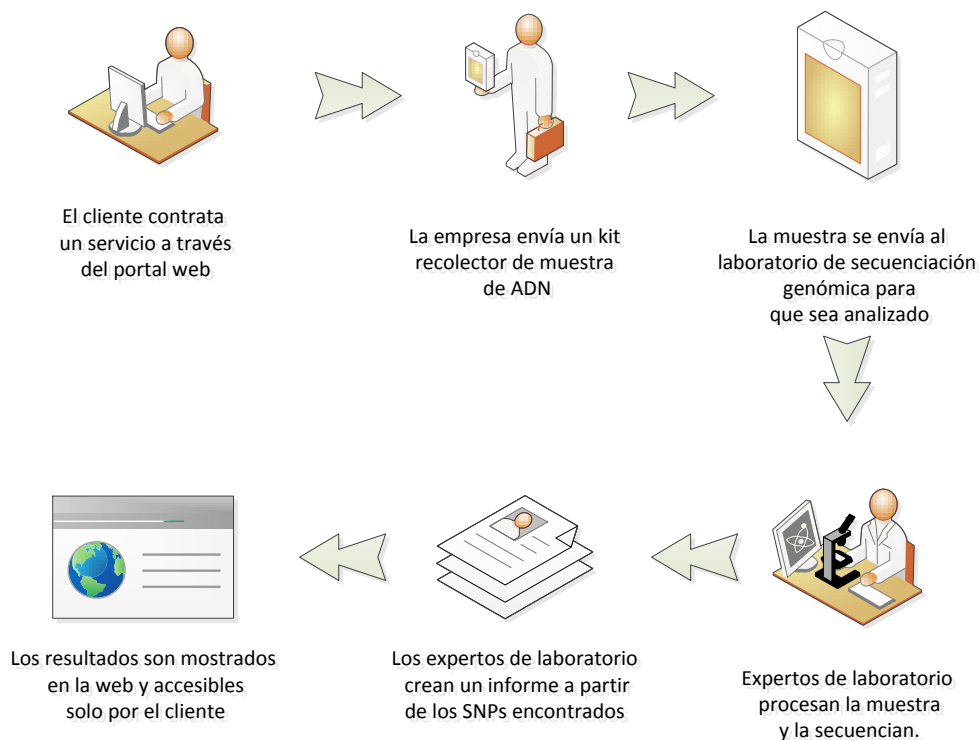 El cliente contrata
un servicio a través
del portal web
La empresa envía un kit
recolector de muestra
de ADN
La muestra se envía al
laboratorio de secuenciación
genómica para
que sea analizado
Los resultados son mostrados
en la web y accesibles
solo por el cliente
Los expertos de laboratorio
crean un informe a partir
de los SNPs encontrados
Expertos de laboratorio
procesan la muestra
y la secuencian.